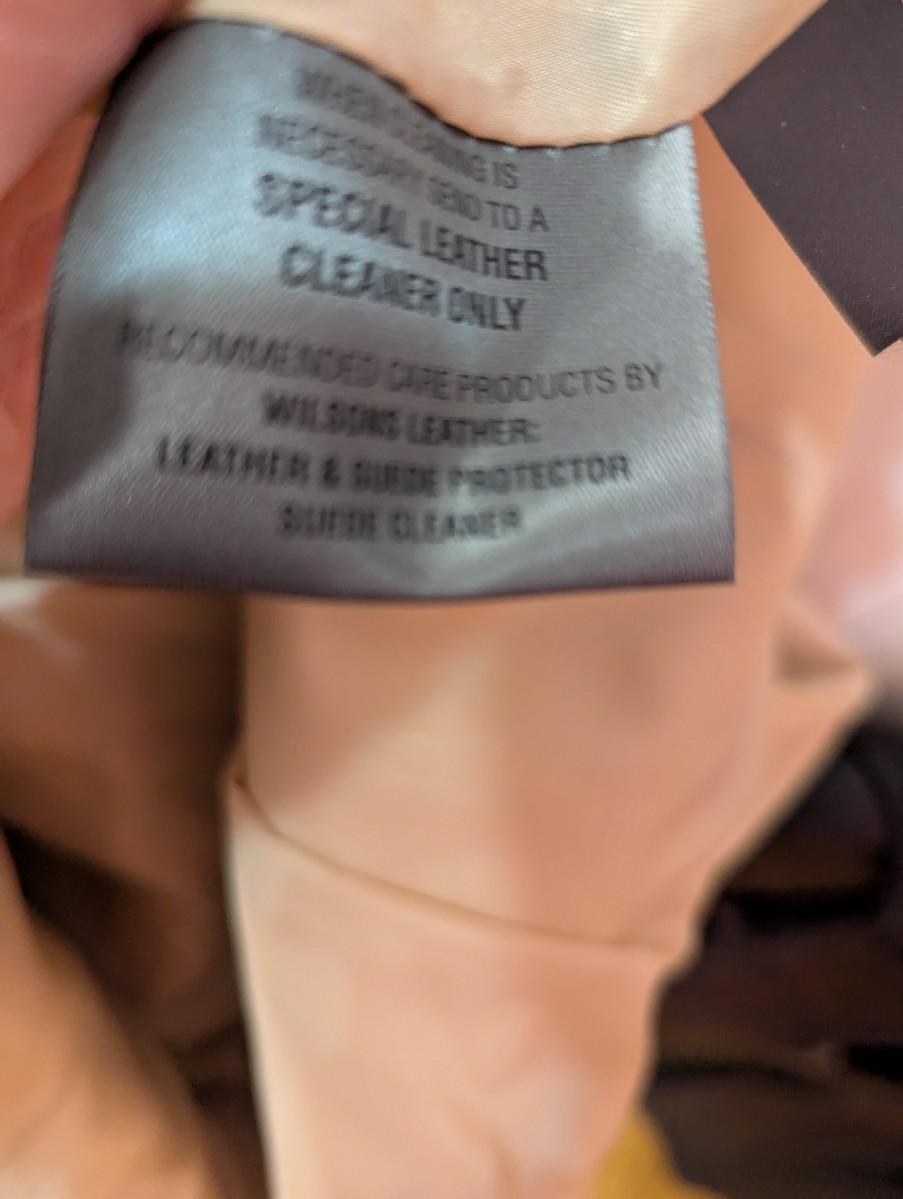 WHEN CLEANING IS
NECESSARY SEND TO A
SPECIAL LEATHER
CLEANER ONLY
RECOMMENDED CARE PRODUCTS BY
WILSONS LEATHER:
LEATHER & SUEDE PROTECTOR
SUEDE CLEANER